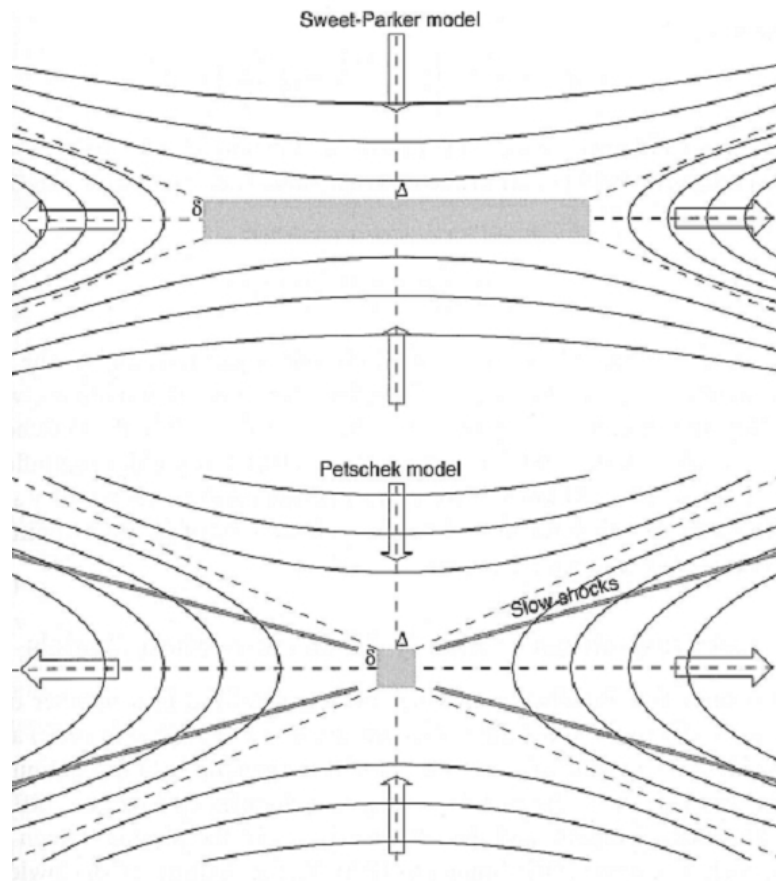 Sweet-Parker model
Δ
δ
Petschek model
Slow shocks
Δ
δ